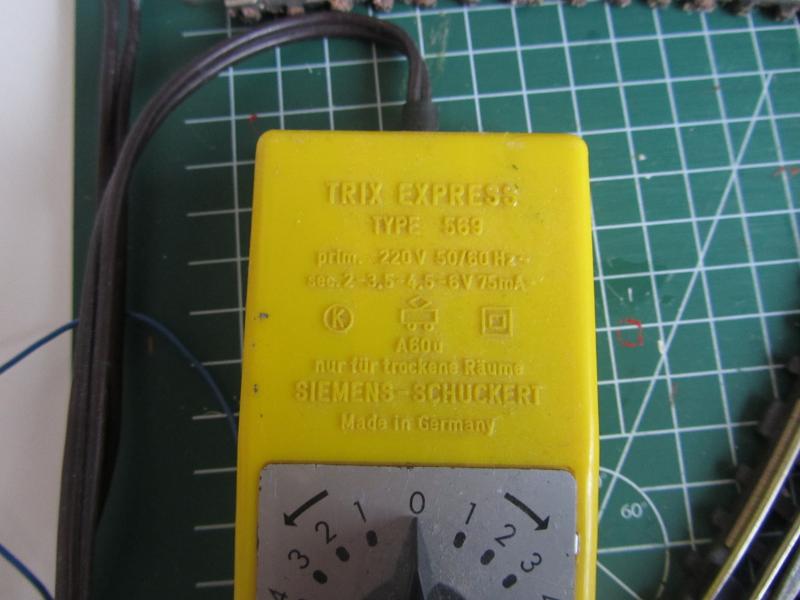 TRIX EXPRESS
TYPE 569
prim. 220V 50/60Hz~
sec. 2-3,5-4,5-6V 75mA
K
A60u
nur für trockene Räume
SIEMENS-SCHUCKERT
Made in Germany
3 2 1 0 1 2 3
60°